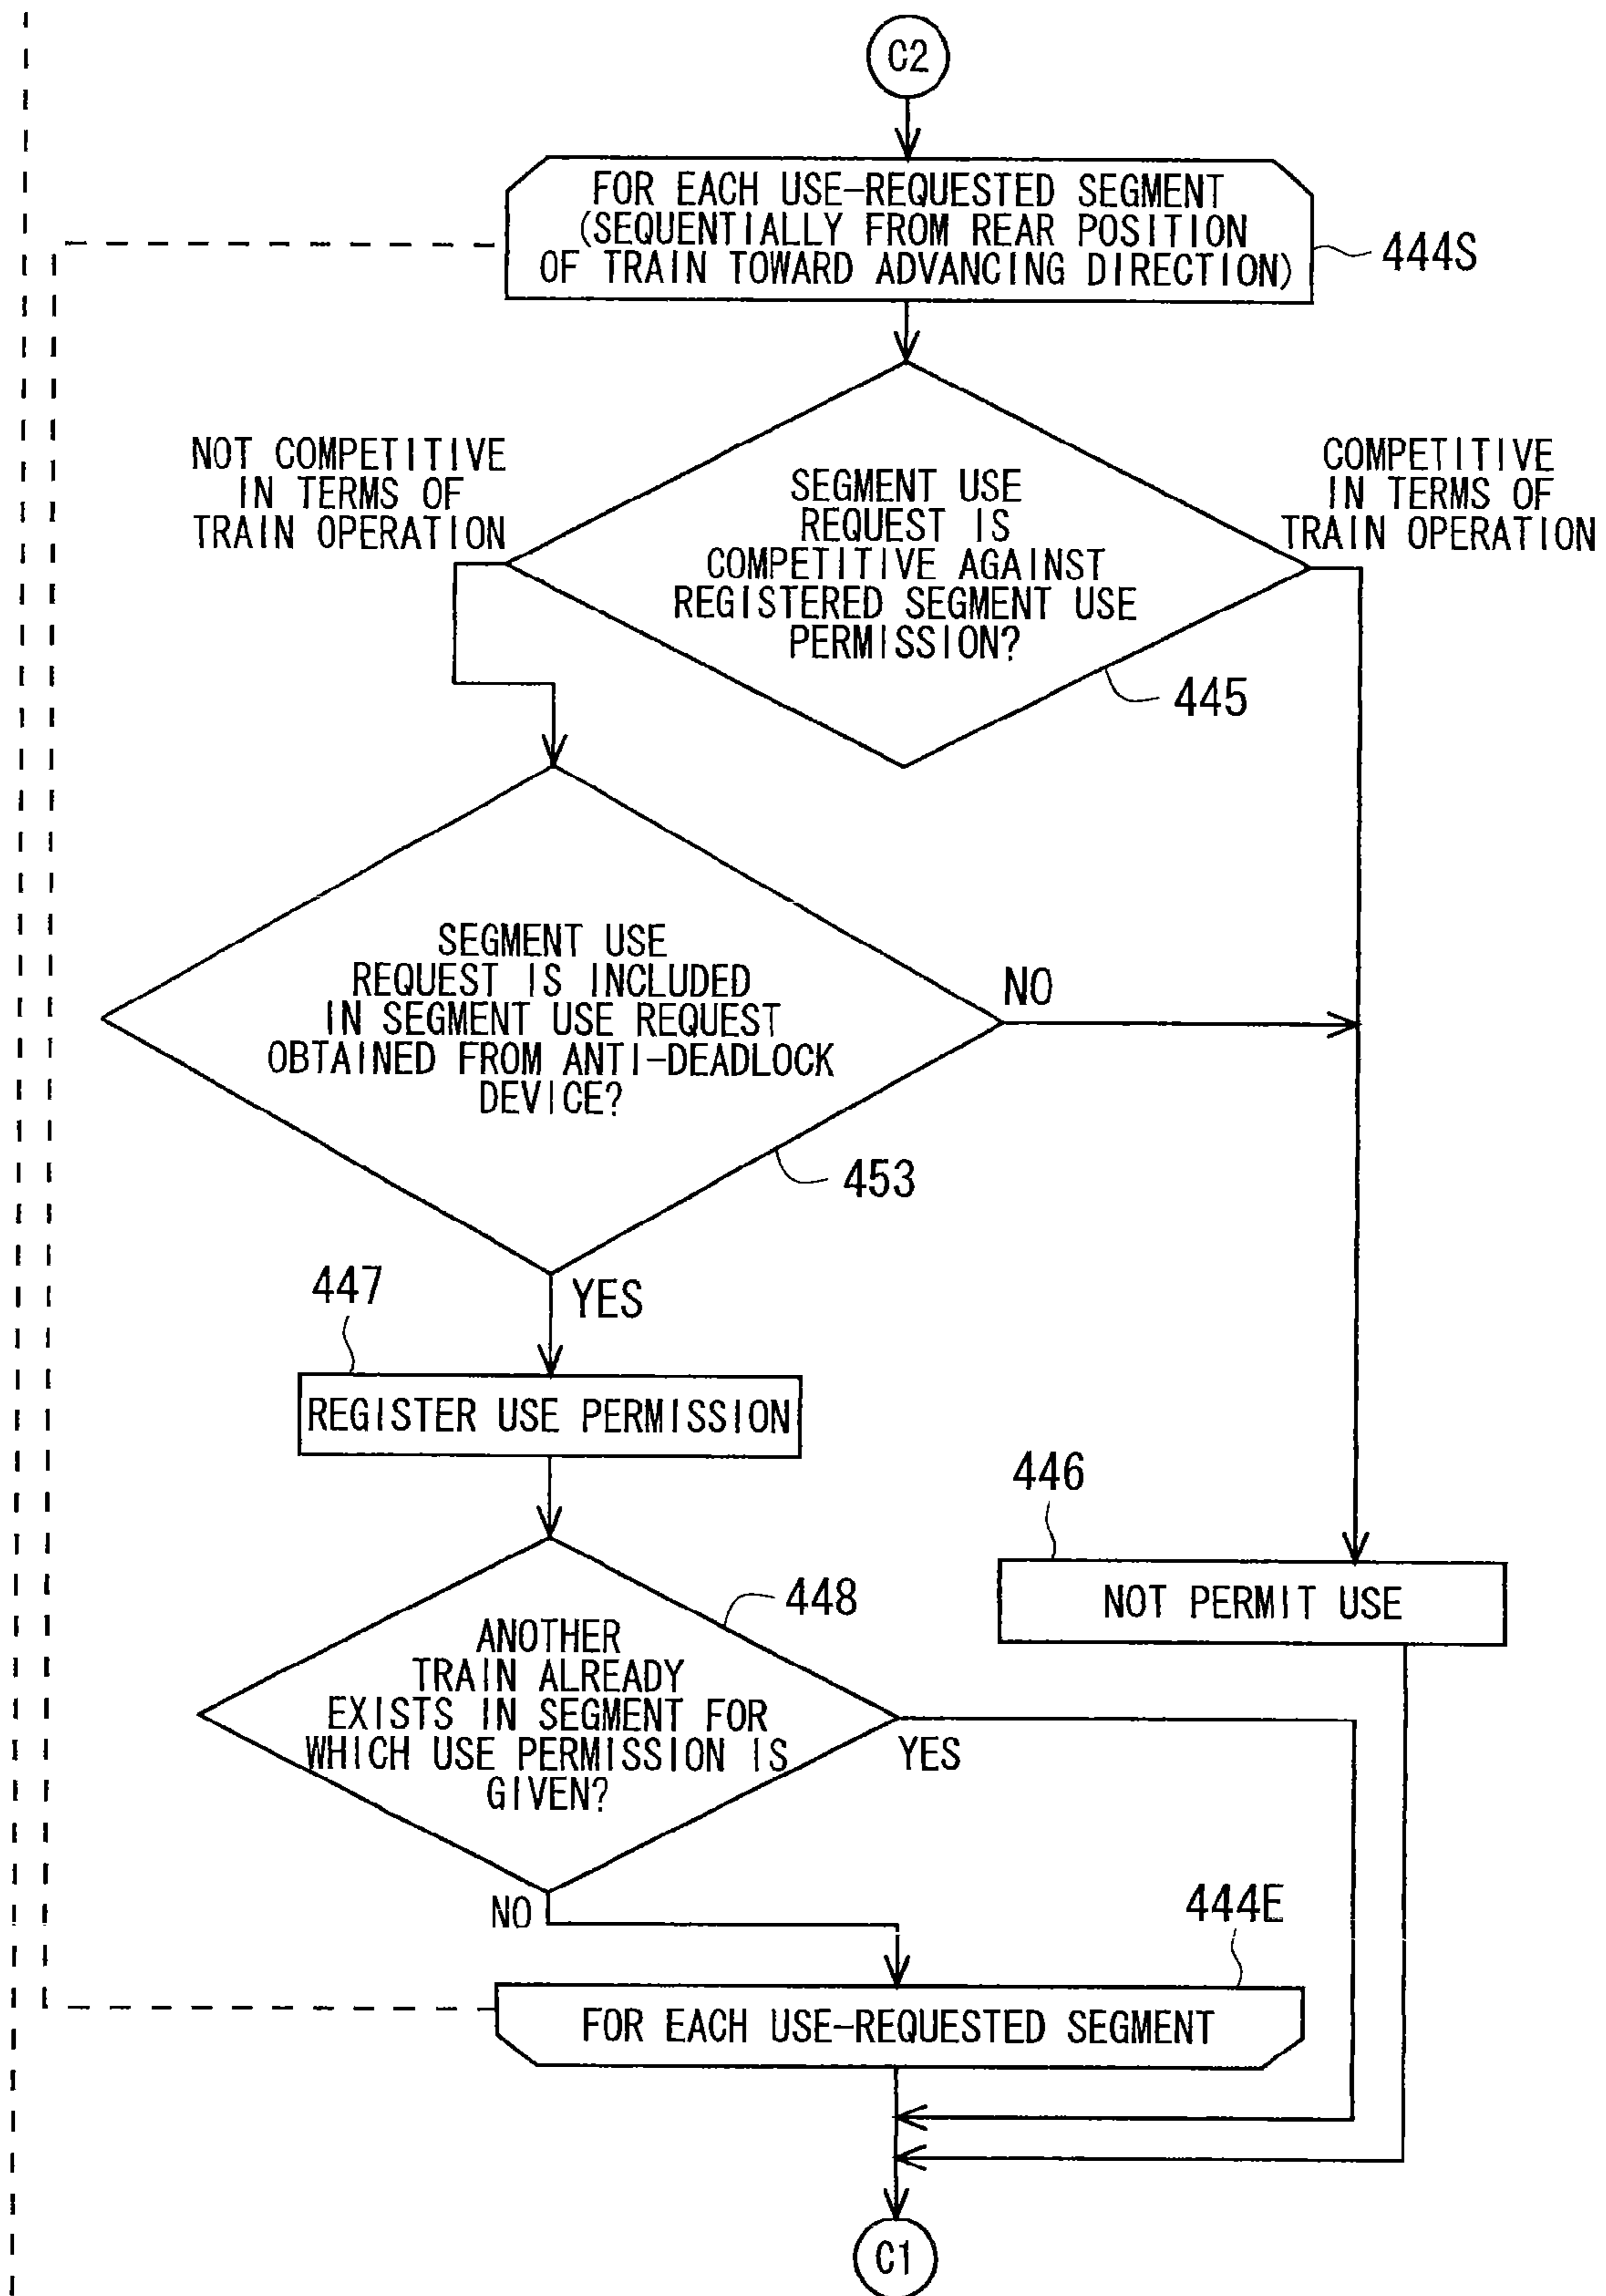 C2
FOR EACH USE-REQUESTED SEGMENT
(SEQUENTIALLY FROM REAR POSITION
OF TRAIN TOWARD ADVANCING DIRECTION)
444S
NOT COMPETITIVE
IN TERMS OF
TRAIN OPERATION
SEGMENT USE
REQUEST IS
COMPETITIVE AGAINST
REGISTERED SEGMENT USE
PERMISSION?
COMPETITIVE
IN TERMS OF
TRAIN OPERATION
445
SEGMENT USE
REQUEST IS INCLUDED
IN SEGMENT USE REQUEST
OBTAINED FROM ANTI-DEADLOCK
DEVICE?
NO
453
YES
447
REGISTER USE PERMISSION
446
NOT PERMIT USE
448
ANOTHER
TRAIN ALREADY
EXISTS IN SEGMENT FOR
WHICH USE PERMISSION IS
GIVEN?
YES
NO
444E
FOR EACH USE-REQUESTED SEGMENT
C1